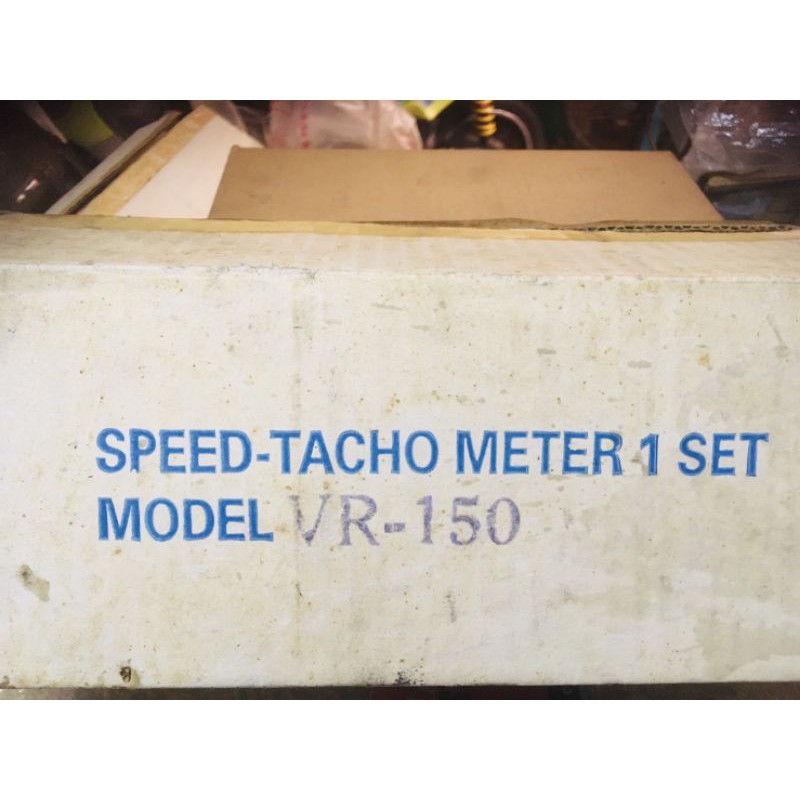 SPEED-TACHO METER 1 SET
MODEL VR-150